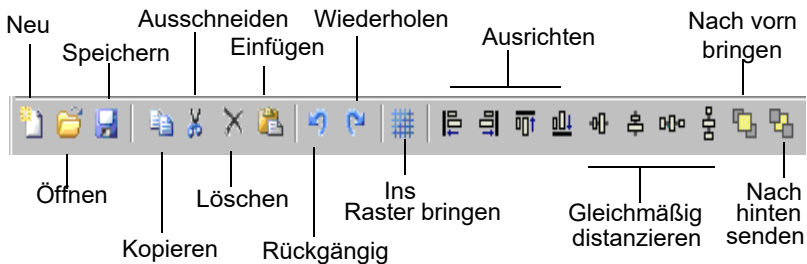 Neu
Speichern
Ausschneiden
Einfügen
Wiederholen
Ausrichten
Nach vorn
bringen
Öffnen
Kopieren
Löschen
Rückgängig
Ins
Raster bringen
Gleichmäßig
distanzieren
Nach
hinten
senden